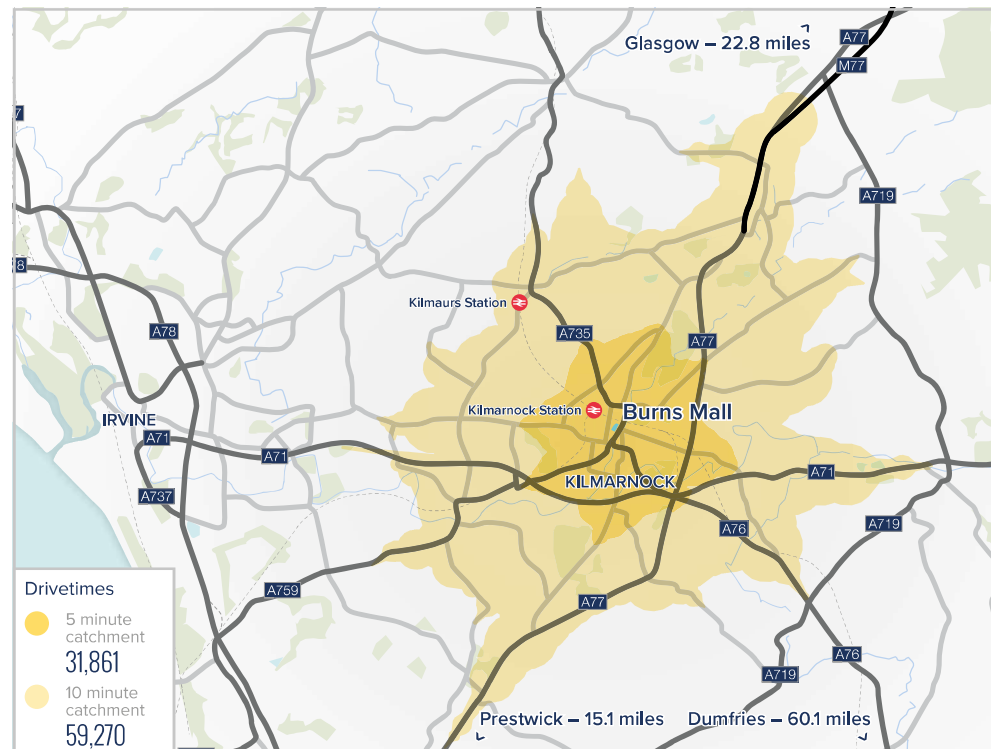 Glasgow – 22.8 miles
A77
M77
7
A719
8
Kilmaurs Station
A78
A735
A77
Kilmarnock Station
Burns Mall
IRVINE
A71
A71
A71
KILMARNOCK
A737
A76
A719
A759
A77
Drivetimes
5 minute
catchment
31,861
10 minute
catchment
59,270
A76
A719
Prestwick – 15.1 miles
Dumfries – 60.1 miles